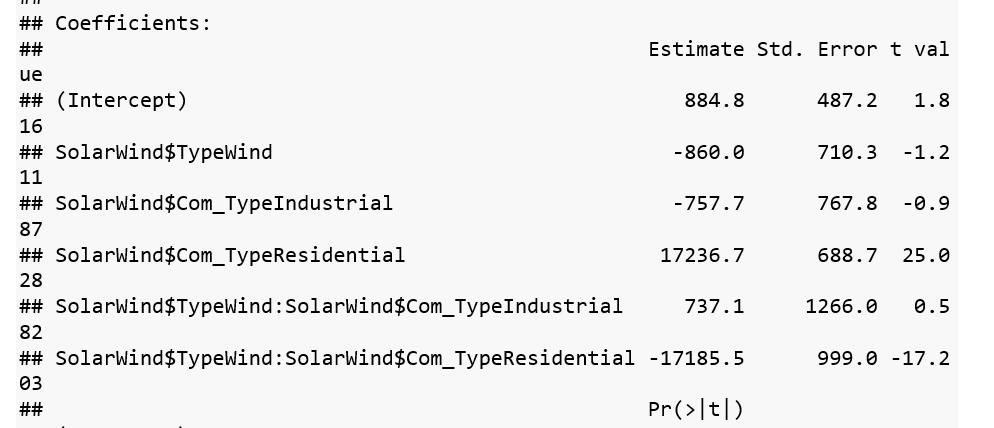 ##
## Coefficients:
## Estimate Std. Error t val
ue
## (Intercept) 884.8 487.2 1.8
16
## SolarWind$TypeWind -860.0 710.3 -1.2
11
## SolarWind$Com_TypeIndustrial -757.7 767.8 -0.9
87
## SolarWind$Com_TypeResidential 17236.7 688.7 25.0
28
## SolarWind$TypeWind:SolarWind$Com_TypeIndustrial 737.1 1266.0 0.5
82
## SolarWind$TypeWind:SolarWind$Com_TypeResidential -17185.5 999.0 -17.2
03
## Pr(>|t|)